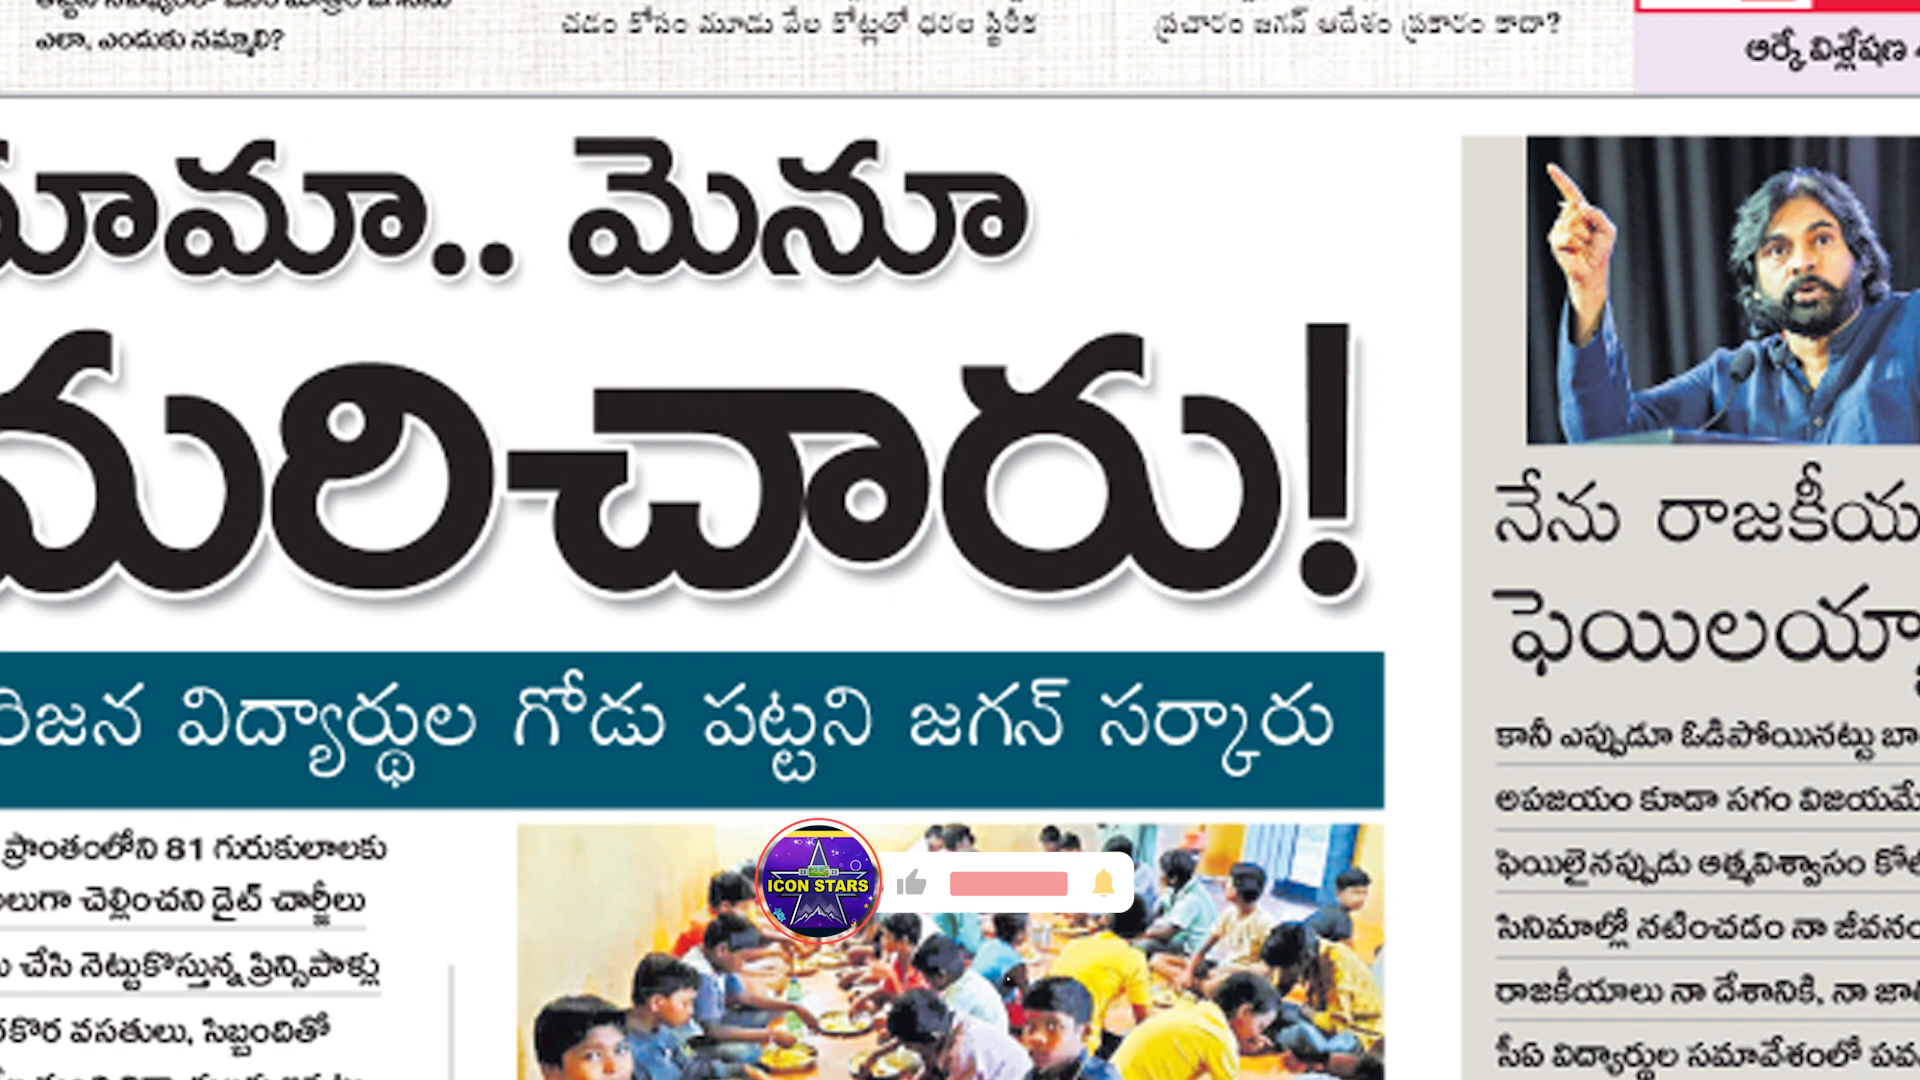 ఎలా, ఎందుకు నమ్మాలి?
చడం కోసం మూడు వేల కోట్లతో ధరల స్థిరీక
ప్రచారం జగన్ ఆదేశం ప్రకారం కాదా?
ఆర్కే విశ్లేషణ
మామా.. మెనూ
మరిచారు!
రిజన విద్యార్థుల గోడు పట్టని జగన్ సర్కారు
ప్రాంతంలోని 81 గురుకులాలకు
లుగా చెల్లించని డైట్ చార్జీలు
చేసి నెట్టుకొస్తున్న ప్రిన్సిపాళ్లు
కొర వసతులు, సిబ్బందితో
ICON STARS
నేను రాజకీయ
ఫెయిలయ్యా
కానీ ఎప్పుడూ ఓడిపోయినట్టు బా
అపజయం కూడా సగం విజయమే
ఫెయిలైనప్పుడు ఆత్మవిశ్వాసం కోల్
సినిమాల్లో నటించడం నా జీవనం
రాజకీయాలు నా దేశానికి, నా జాతి
సీఏ విద్యార్థుల సమావేశంలో పవ